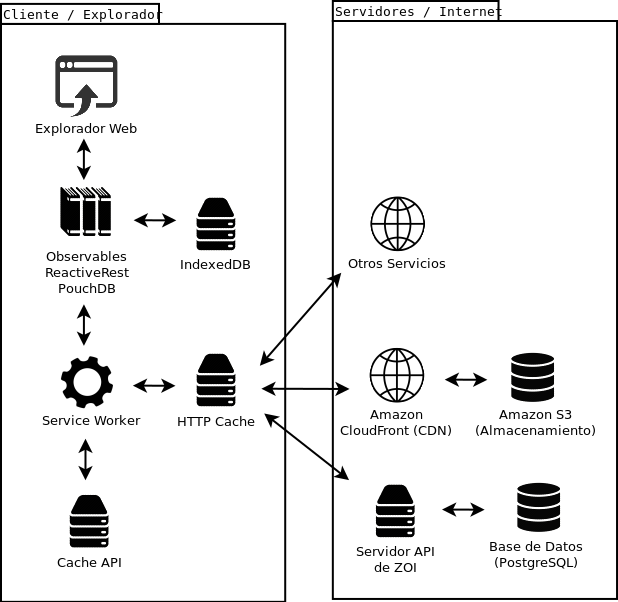 Cliente / Explorador
Servidores / Internet
Explorador Web
Observables
ReactiveRest
PouchDB
IndexedDB
Otros Servicios
Service Worker
HTTP Cache
Amazon
CloudFront (CDN)
Amazon S3
(Almacenamiento)
Cache API
Servidor API
de ZOI
Base de Datos
(PostgreSQL)